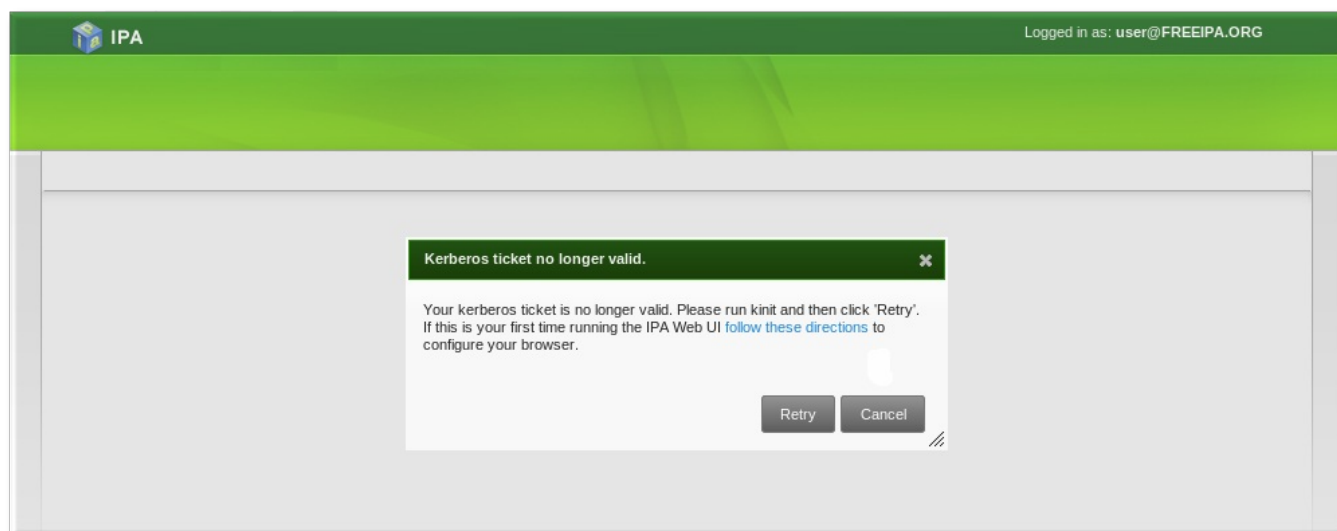 IPA
Logged in as: user@FREEIPA.ORG
Kerberos ticket no longer valid.
Your kerberos ticket is no longer valid. Please run kinit and then click 'Retry'.
If this is your first time running the IPA Web UI follow these directions to
configure your browser.
Retry
Cancel